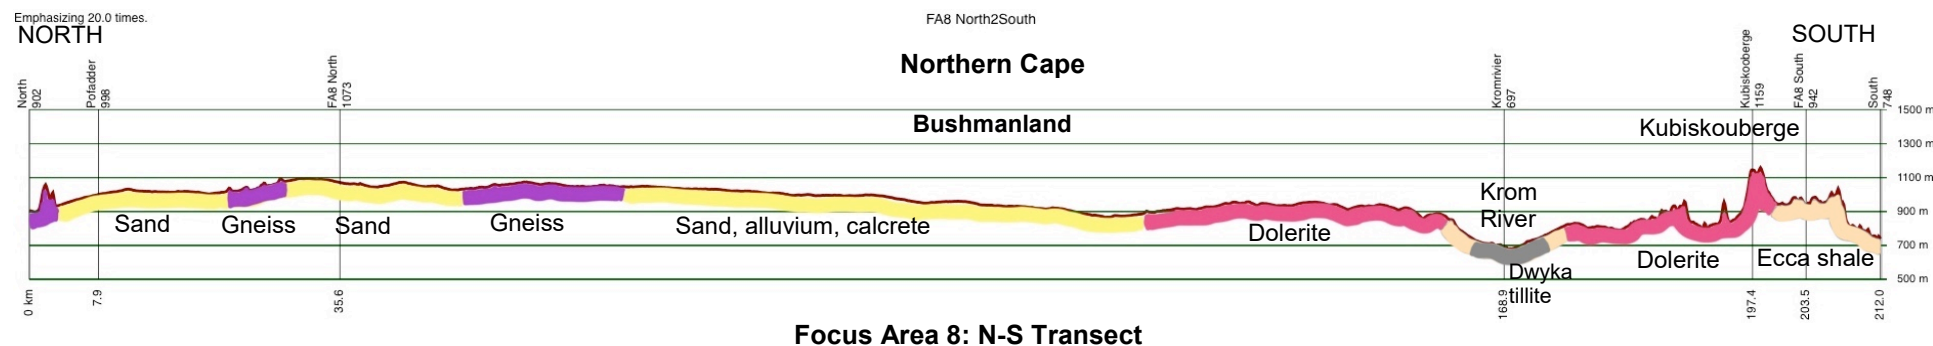 Emphasizing 20.0 times.
FA8 North2South
NORTH
SOUTH
Northern Cape
North
902
Pofadder
998
FA8 North
1073
Kromrivier
697
Kubiskooberge
1159
FA8 South
942
South
748
1500 m
Bushmanland
Kubiskouberge
1300 m
1100 m
Krom
River
900 m
Sand
Gneiss
Sand
Gneiss
Sand, alluvium, calcrete
Dolerite
700 m
Dolerite
Ecca shale
Dwyka
tillite
500 m
0 km
7.9
35.6
168.9
197.4
203.5
212.0
Focus Area 8: N-S Transect